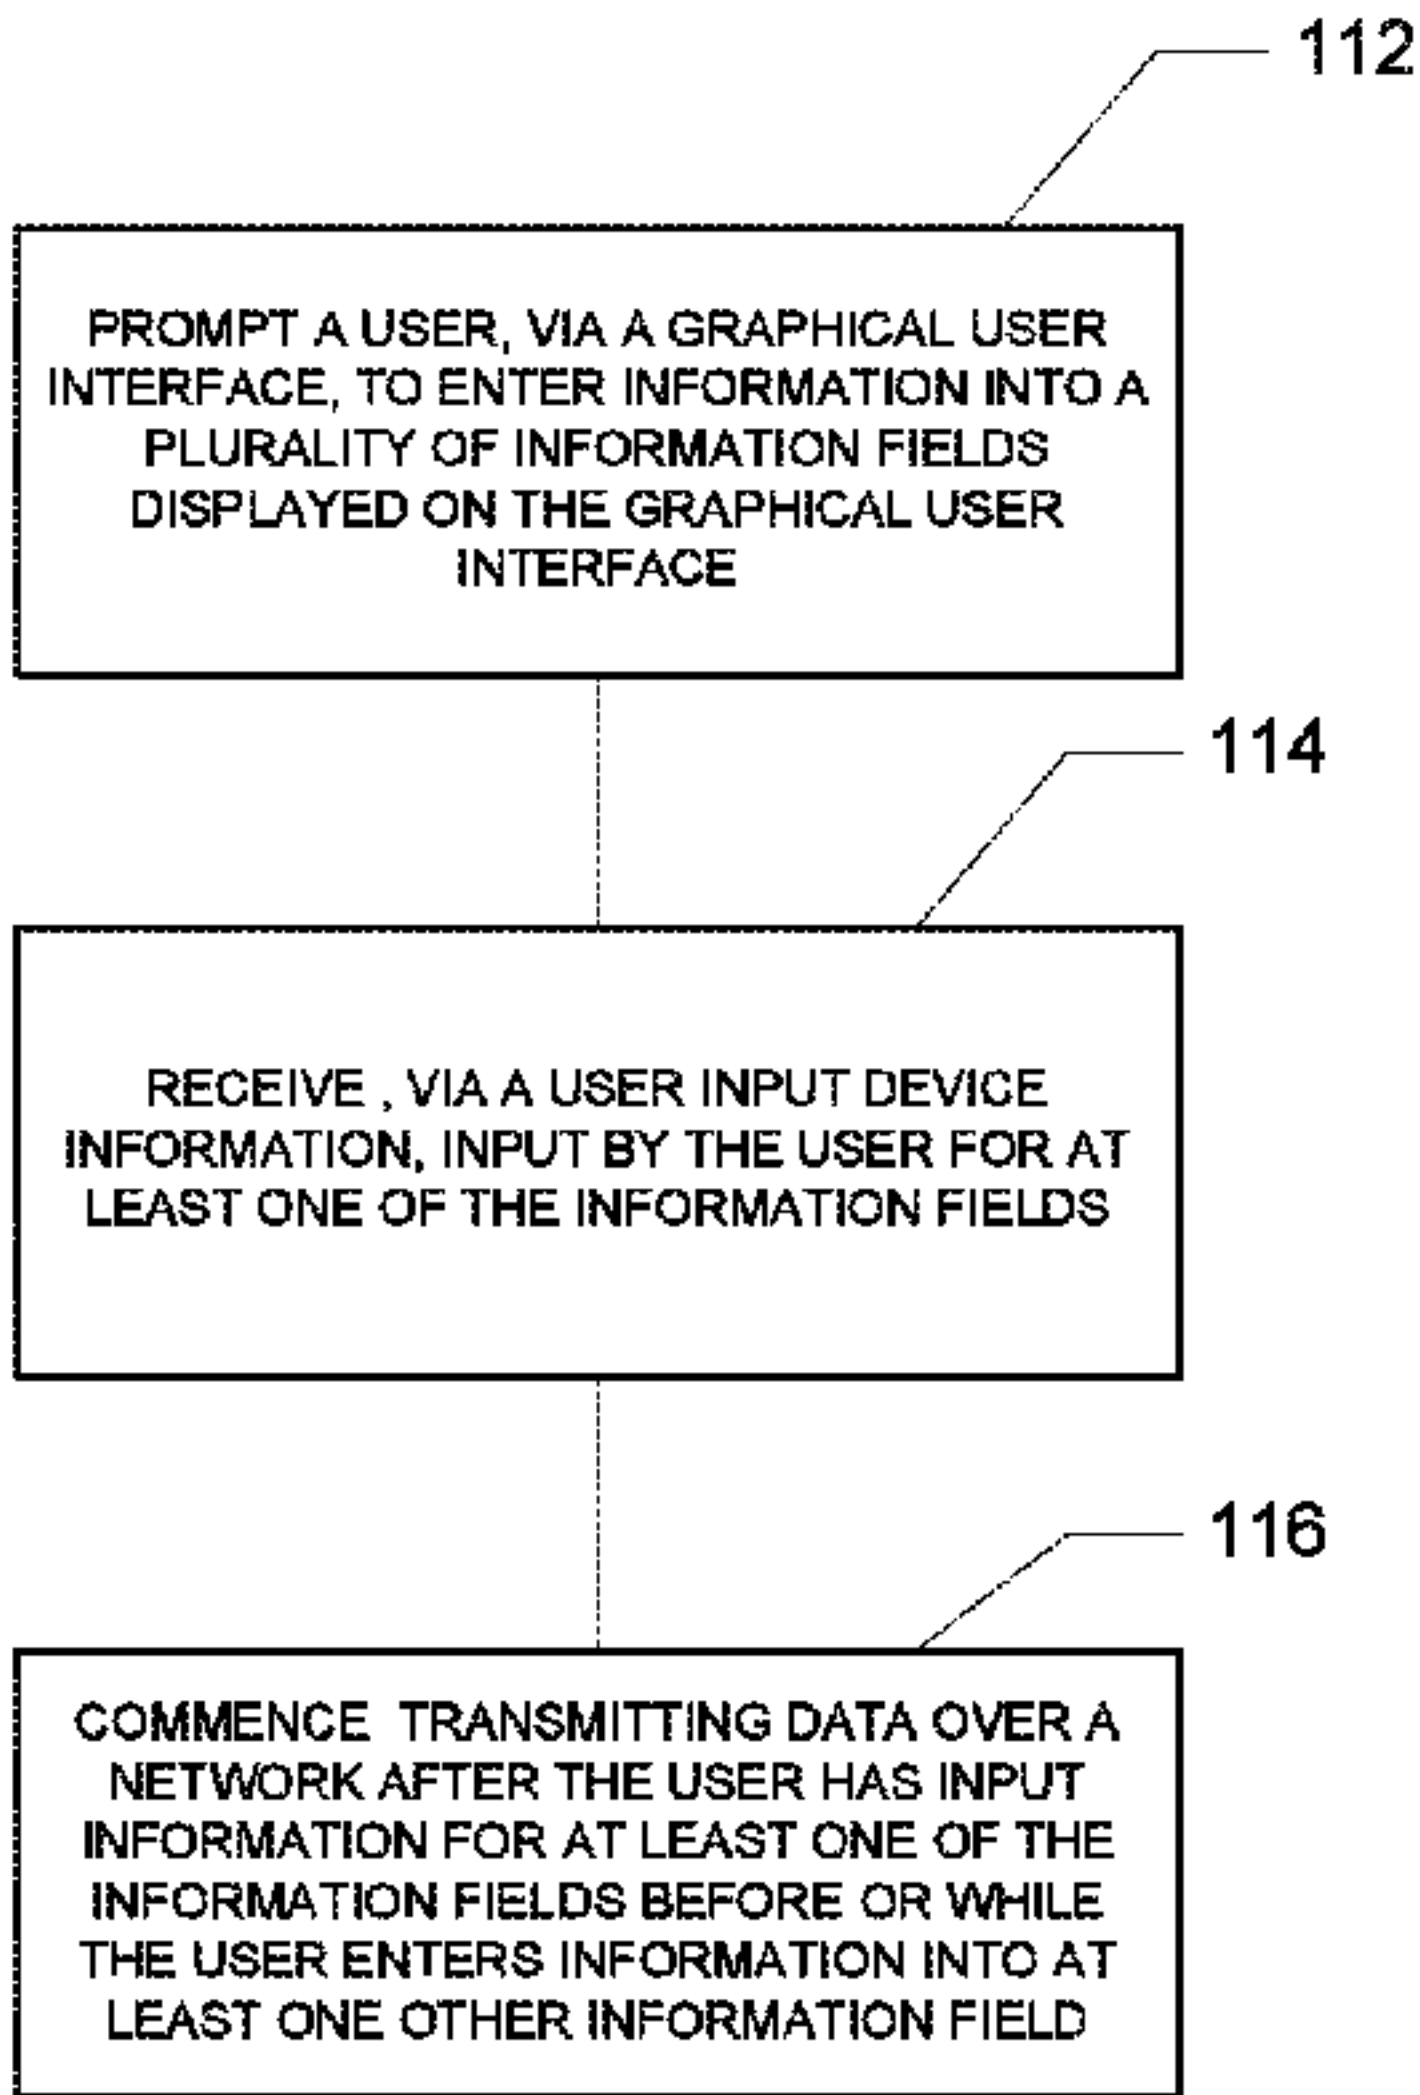 112
PROMPT A USER, VIA A GRAPHICAL USER
INTERFACE, TO ENTER INFORMATION INTO A
PLURALITY OF INFORMATION FIELDS
DISPLAYED ON THE GRAPHICAL USER
INTERFACE
114
RECEIVE , VIA A USER INPUT DEVICE
INFORMATION, INPUT BY THE USER FOR AT
LEAST ONE OF THE INFORMATION FIELDS
116
COMMENCE TRANSMITTING DATA OVER A
NETWORK AFTER THE USER HAS INPUT
INFORMATION FOR AT LEAST ONE OF THE
INFORMATION FIELDS BEFORE OR WHILE
THE USER ENTERS INFORMATION INTO AT
LEAST ONE OTHER INFORMATION FIELD